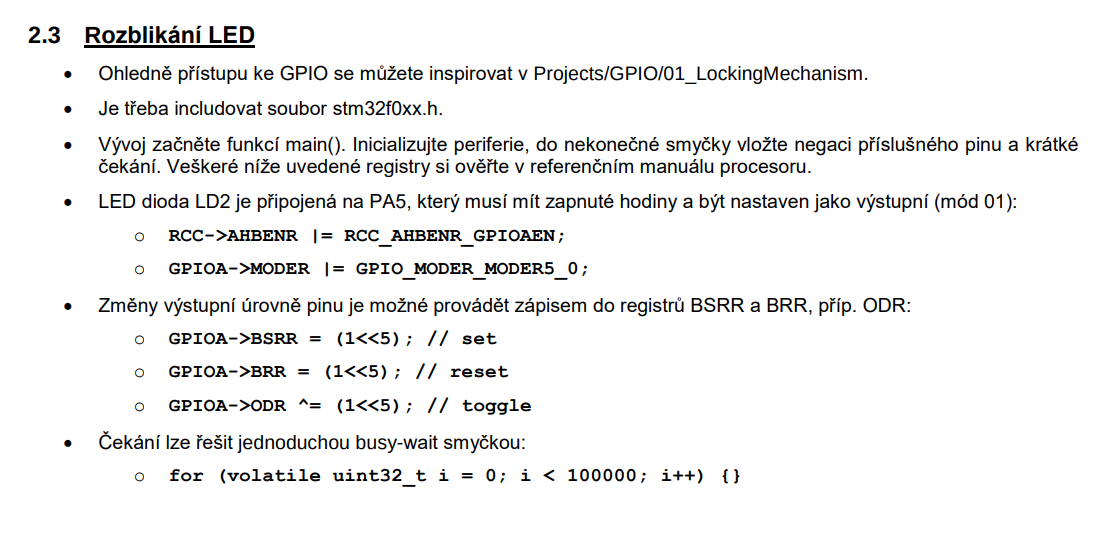 2.3 Rozblikání LED
• Ohledně přístupu ke GPIO se můžete inspirovat v Projects/GPIO/01_LockingMechanism.
• Je třeba includovat soubor stm32f0xx.h.
• Vývoj začněte funkcí main(). Inicializujte periferie, do nekonečné smyčky vložte negaci příslušného pinu a krátké
čekání. Veškeré níže uvedené registry si ověřte v referenčním manuálu procesoru.
• LED dioda LD2 je připojená na PA5, který musí mít zapnuté hodiny a být nastaven jako výstupní (mód 01):
o RCC->AHBENR |= RCC_AHBENR_GPIOAEN;
o GPIOA->MODER |= GPIO_MODER_MODER5_0;
• Změny výstupní úrovně pinu je možné provádět zápisem do registrů BSRR a BRR, příp. ODR:
o GPIOA->BSRR = (1<<5); // set
o GPIOA->BRR = (1<<5); // reset
o GPIOA->ODR ^= (1<<5); // toggle
• Čekání lze řešit jednoduchou busy-wait smyčkou:
o for (volatile uint32_t i = 0; i < 100000; i++) {}